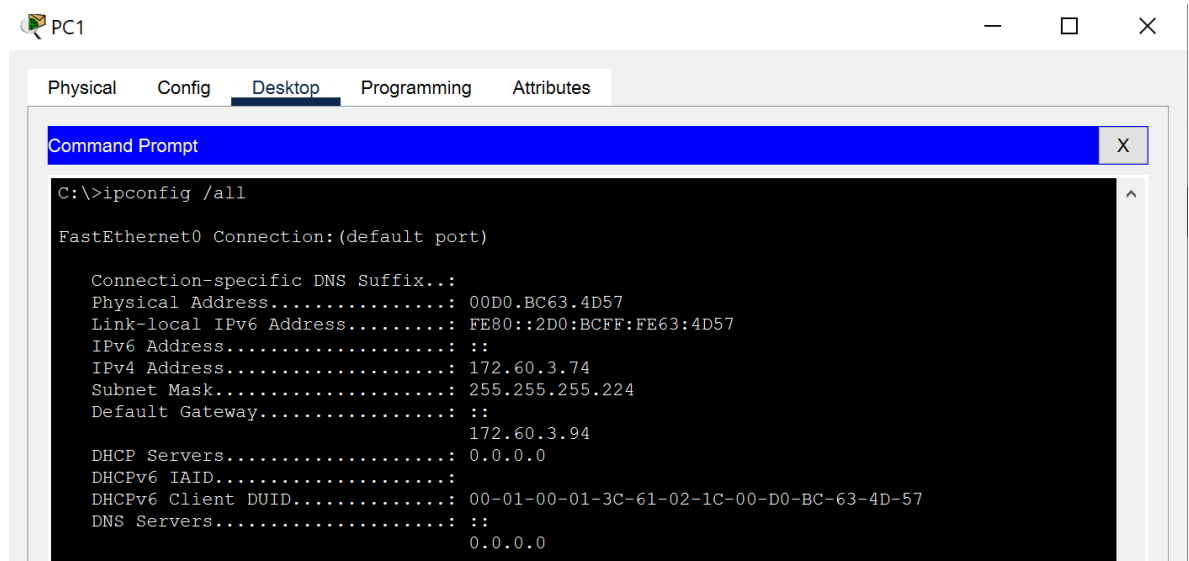 PC1
Physical Config Desktop Programming Attributes
Command Prompt X
C:\>ipconfig /all
FastEthernet0 Connection:(default port)
Connection-specific DNS Suffix..:
Physical Address................: 00D0.BC63.4D57
Link-local IPv6 Address.........: FE80::2D0:BCFF:FE63:4D57
IPv6 Address....................: ::
IPv4 Address....................: 172.60.3.74
Subnet Mask.....................: 255.255.255.224
Default Gateway.................: ::
172.60.3.94
DHCP Servers....................: 0.0.0.0
DHCPv6 IAID.....................:
DHCPv6 Client DUID..............: 00-01-00-01-3C-61-02-1C-00-D0-BC-63-4D-57
DNS Servers.....................: ::
0.0.0.0